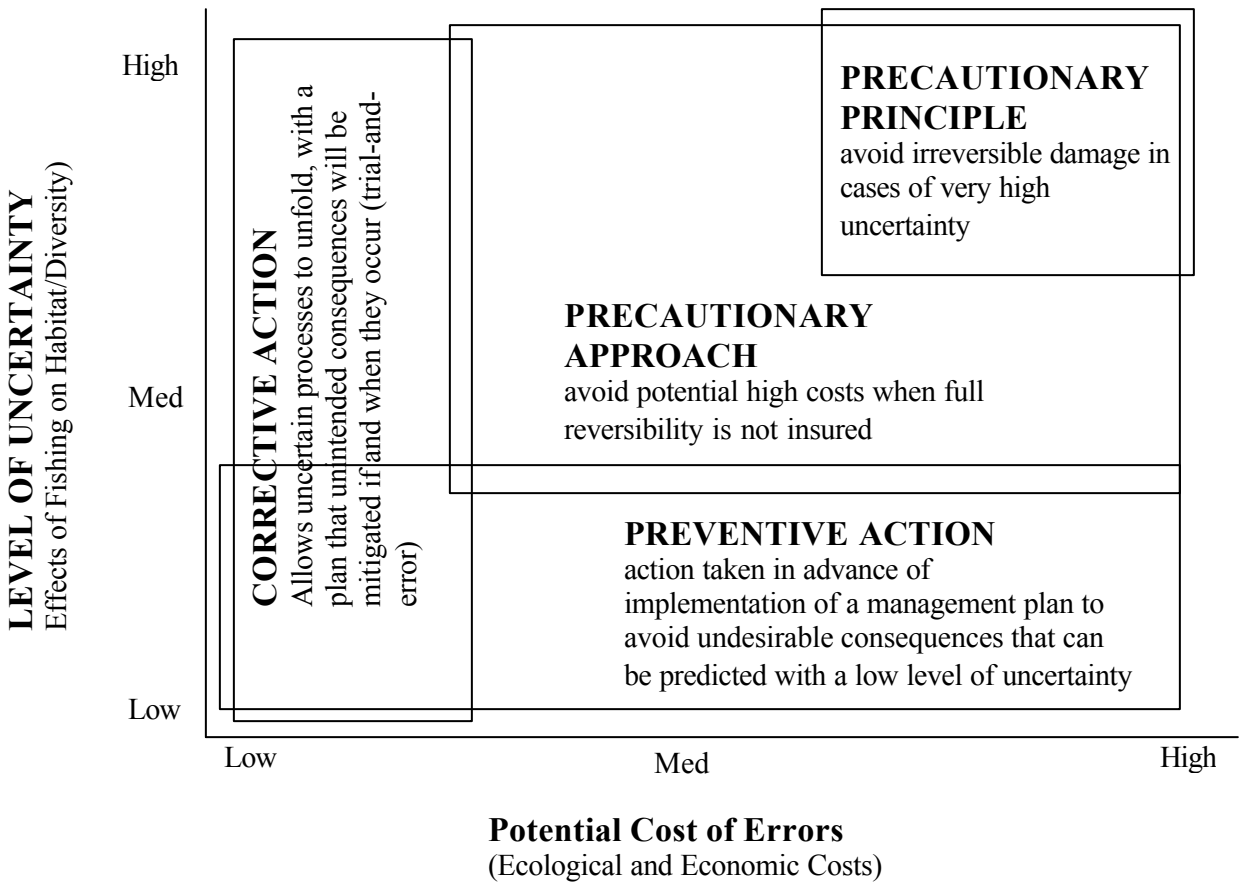 LEVEL OF UNCERTAINTY
Effects of Fishing on Habitat/Diversity)
High
Med
Low
CORRECTIVE ACTION
Allows uncertain processes to unfold, with a
plan that unintended consequences will be
mitigated if and when they occur (trial-and-
error)
PRECAUTIONARY
PRINCIPLE
avoid irreversible damage in
cases of very high
uncertainty
PRECAUTIONARY
APPROACH
avoid potential high costs when full
reversibility is not insured
PREVENTIVE ACTION
action taken in advance of
implementation of a management plan to
avoid undesirable consequences that can
be predicted with a low level of uncertainty
Low
Med
High
Potential Cost of Errors
(Ecological and Economic Costs)